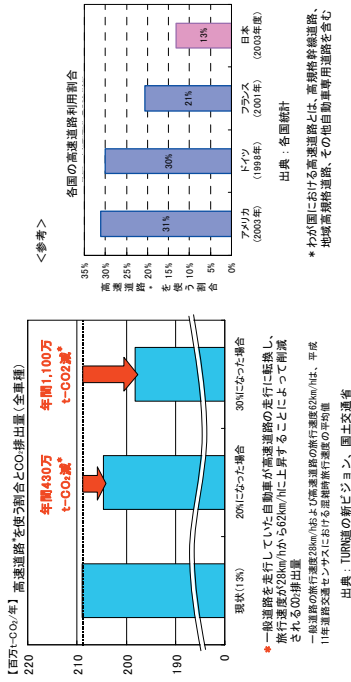 【百万t-CO₂/年】 高速道路*を使う割合とCO₂排出量（全車種）
220
210
200
190
0
年間430万
t-CO₂減*
年間1,100万
t-CO2減*
現状(13%)
20%になった場合
30%になった場合
*一般道路を走行していた自動車が高速道路の走行に転換し、
旅行速度が28km/hから62km/hに上昇することによって削減
されるCO₂排出量
一般道路の旅行速度28km/hおよび高速道路の旅行速度62km/hは、平成
11年道路交通センサスにおける混雑時旅行速度の平均値
出典：TURN道の新ビジョン、国土交通省
＜参考＞
各国の高速道路利用割合
高速道路*を使う割合
35%
30%
25%
20%
15%
10%
5%
0%
31%
30%
21%
13%
アメリカ
(2003年)
ドイツ
(1998年)
フランス
(2001年)
日本
(2003年度)
出典：各国統計
*わが国における高速道路とは、高規格幹線道路、
地域高規格道路、その他自動車専用道路を含む